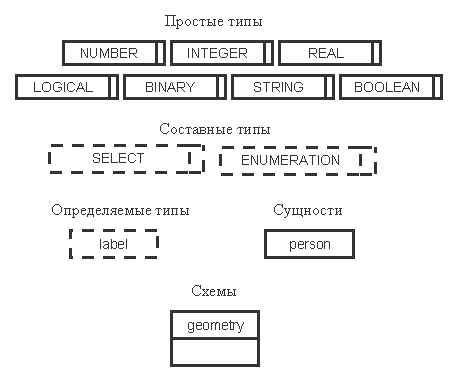 Простые типы
NUMBER INTEGER REAL
LOGICAL BINARY STRING BOOLEAN
Составные типы
SELECT ENUMERATION
Определяемые типы Сущности
label person
Схемы
geometry